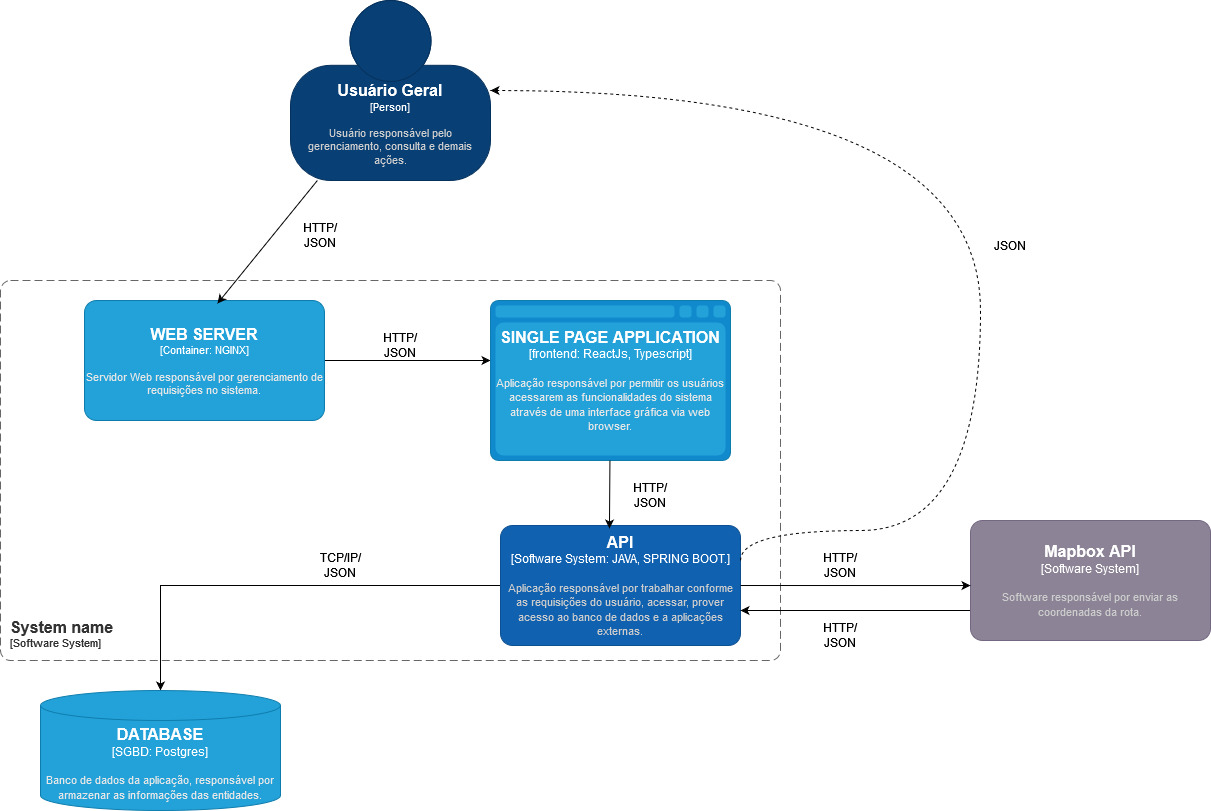 Usuário Geral
[Person]
Usuário responsável pelo
gerenciamento, consulta e demais
ações.
HTTP/
JSON
JSON
WEB SERVER
[Container: NGINX]
Servidor Web responsável por gerenciamento de
requisições no sistema.
HTTP/
JSON
SINGLE PAGE APPLICATION
[frontend: ReactJs, Typescript]
Aplicação responsável por permitir os usuários
acessarem as funcionalidades do sistema
através de uma interface gráfica via web
browser.
HTTP/
JSON
API
[Software System: JAVA, SPRING BOOT.]
Aplicação responsável por trabalhar conforme
as requisições do usuário, acessar, prover
acesso ao banco de dados e a aplicações
externas.
TCP/IP/
JSON
HTTP/
JSON
HTTP/
JSON
Mapbox API
[Software System]
Software responsável por enviar as
coordenadas da rota.
System name
[Software System]
DATABASE
[SGBD: Postgres]
Banco de dados da aplicação, responsável por
armazenar as informações das entidades.